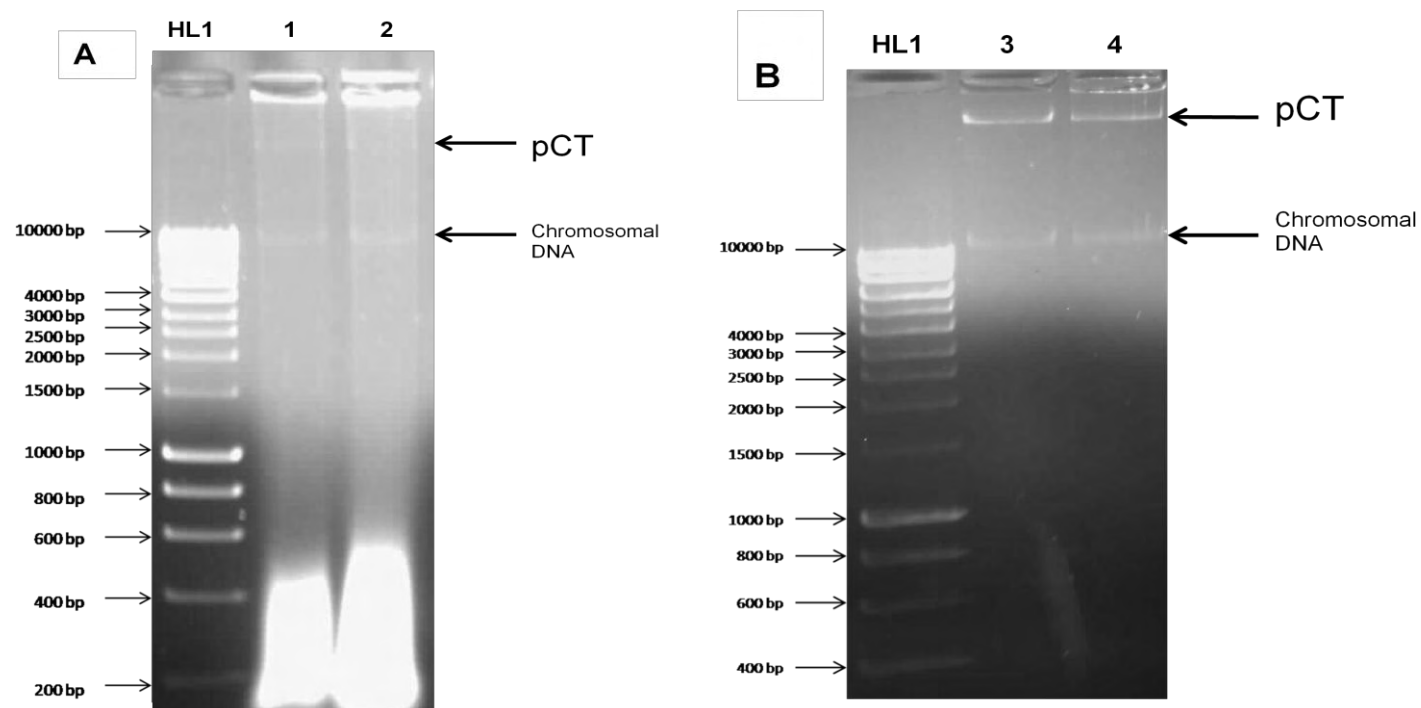 A
HL1 1 2
pCT
Chromosomal
DNA
10000 bp
4000 bp
3000 bp
2500 bp
2000 bp
1500 bp
1000 bp
800 bp
600 bp
400 bp
200 bp
B
HL1 3 4
pCT
Chromosomal
DNA
10000 bp
4000 bp
3000 bp
2500 bp
2000 bp
1500 bp
1000 bp
800 bp
600 bp
400 bp